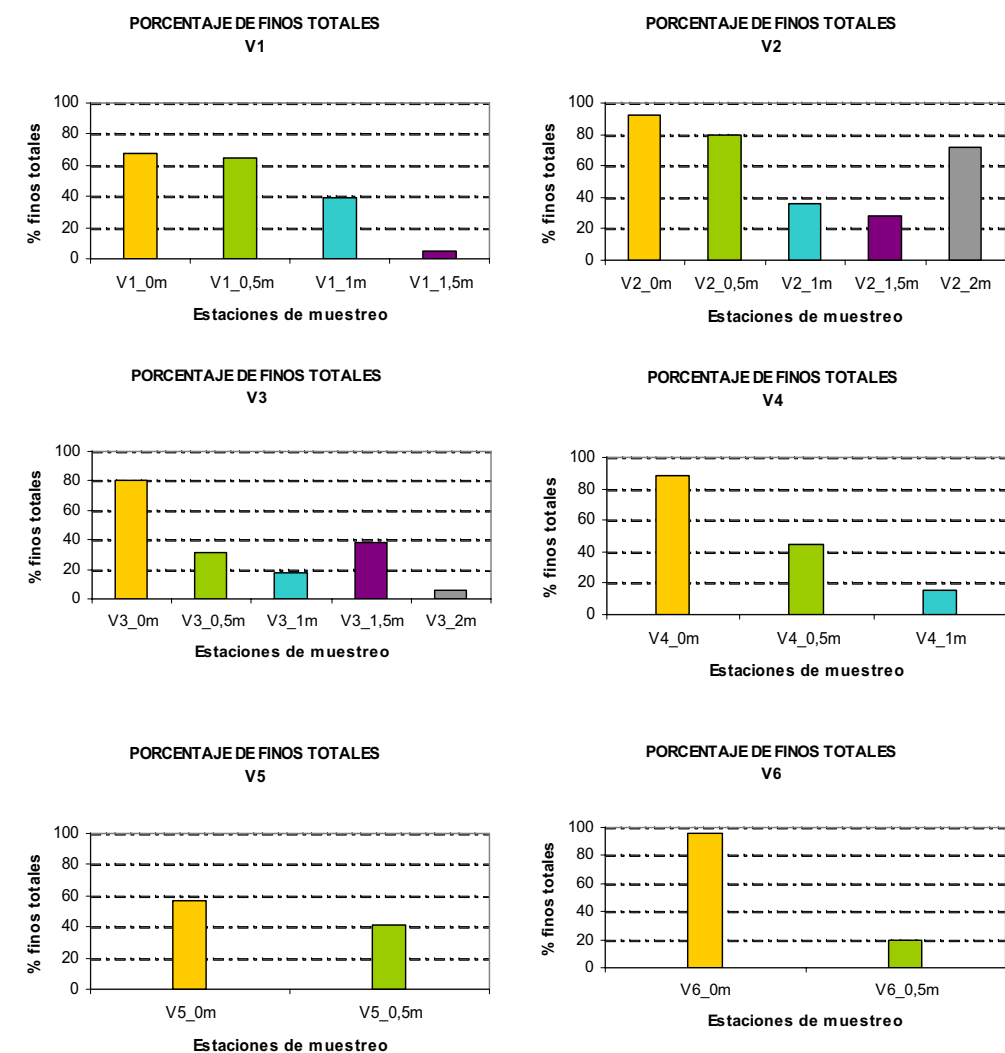 PORCENTAJE DE FINOS TOTALES
V1
% finos totales
100
80
60
40
20
0
V1_0m V1_0,5m V1_1m V1_1,5m
Estaciones de muestreo
PORCENTAJE DE FINOS TOTALES
V2
% finos totales
100
80
60
40
20
0
V2_0m V2_0,5m V2_1m V2_1,5m V2_2m
Estaciones de muestreo
PORCENTAJE DE FINOS TOTALES
V3
% finos totales
100
80
60
40
20
0
V3_0m V3_0,5m V3_1m V3_1,5m V3_2m
Estaciones de muestreo
PORCENTAJE DE FINOS TOTALES
V4
% finos totales
100
80
60
40
20
0
V4_0m V4_0,5m V4_1m
Estaciones de muestreo
PORCENTAJE DE FINOS TOTALES
V5
% finos totales
100
80
60
40
20
0
V5_0m V5_0,5m
Estaciones de muestreo
PORCENTAJE DE FINOS TOTALES
V6
% finos totales
100
80
60
40
20
0
V6_0m V6_0,5m
Estaciones de muestreo